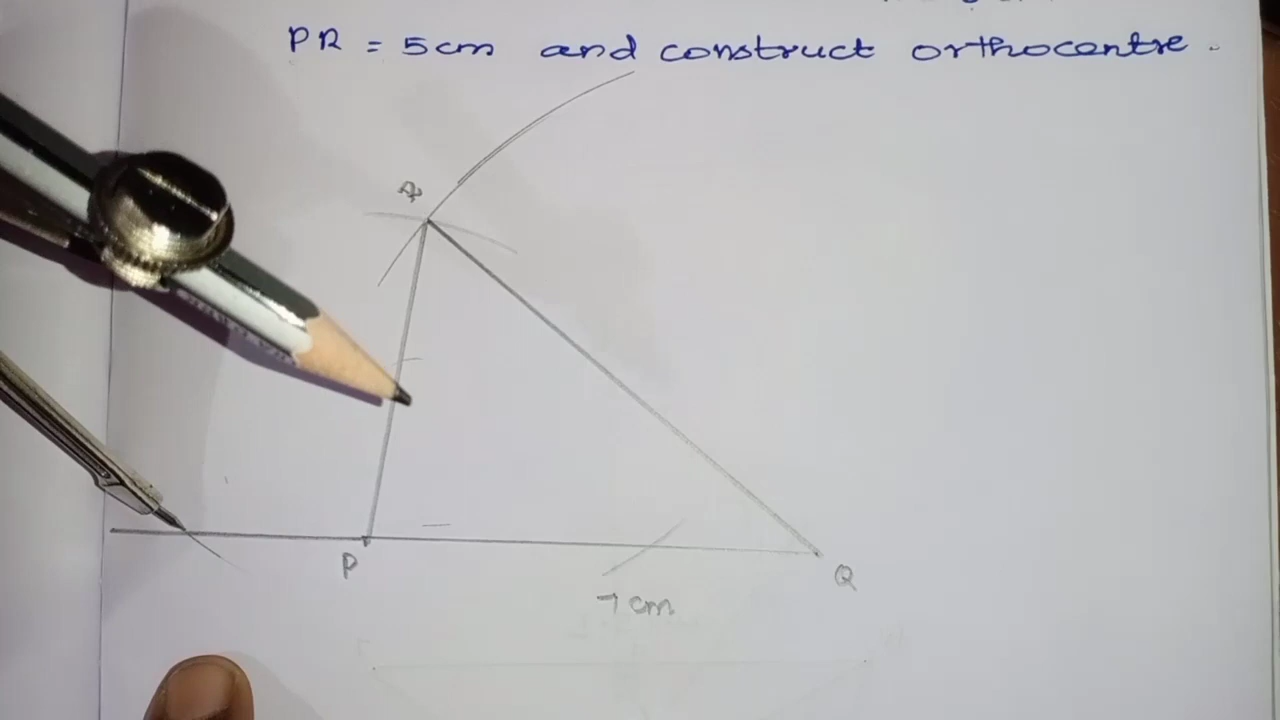 PR = 5cm and construct orthocentre.
R
P
Q
7 cm